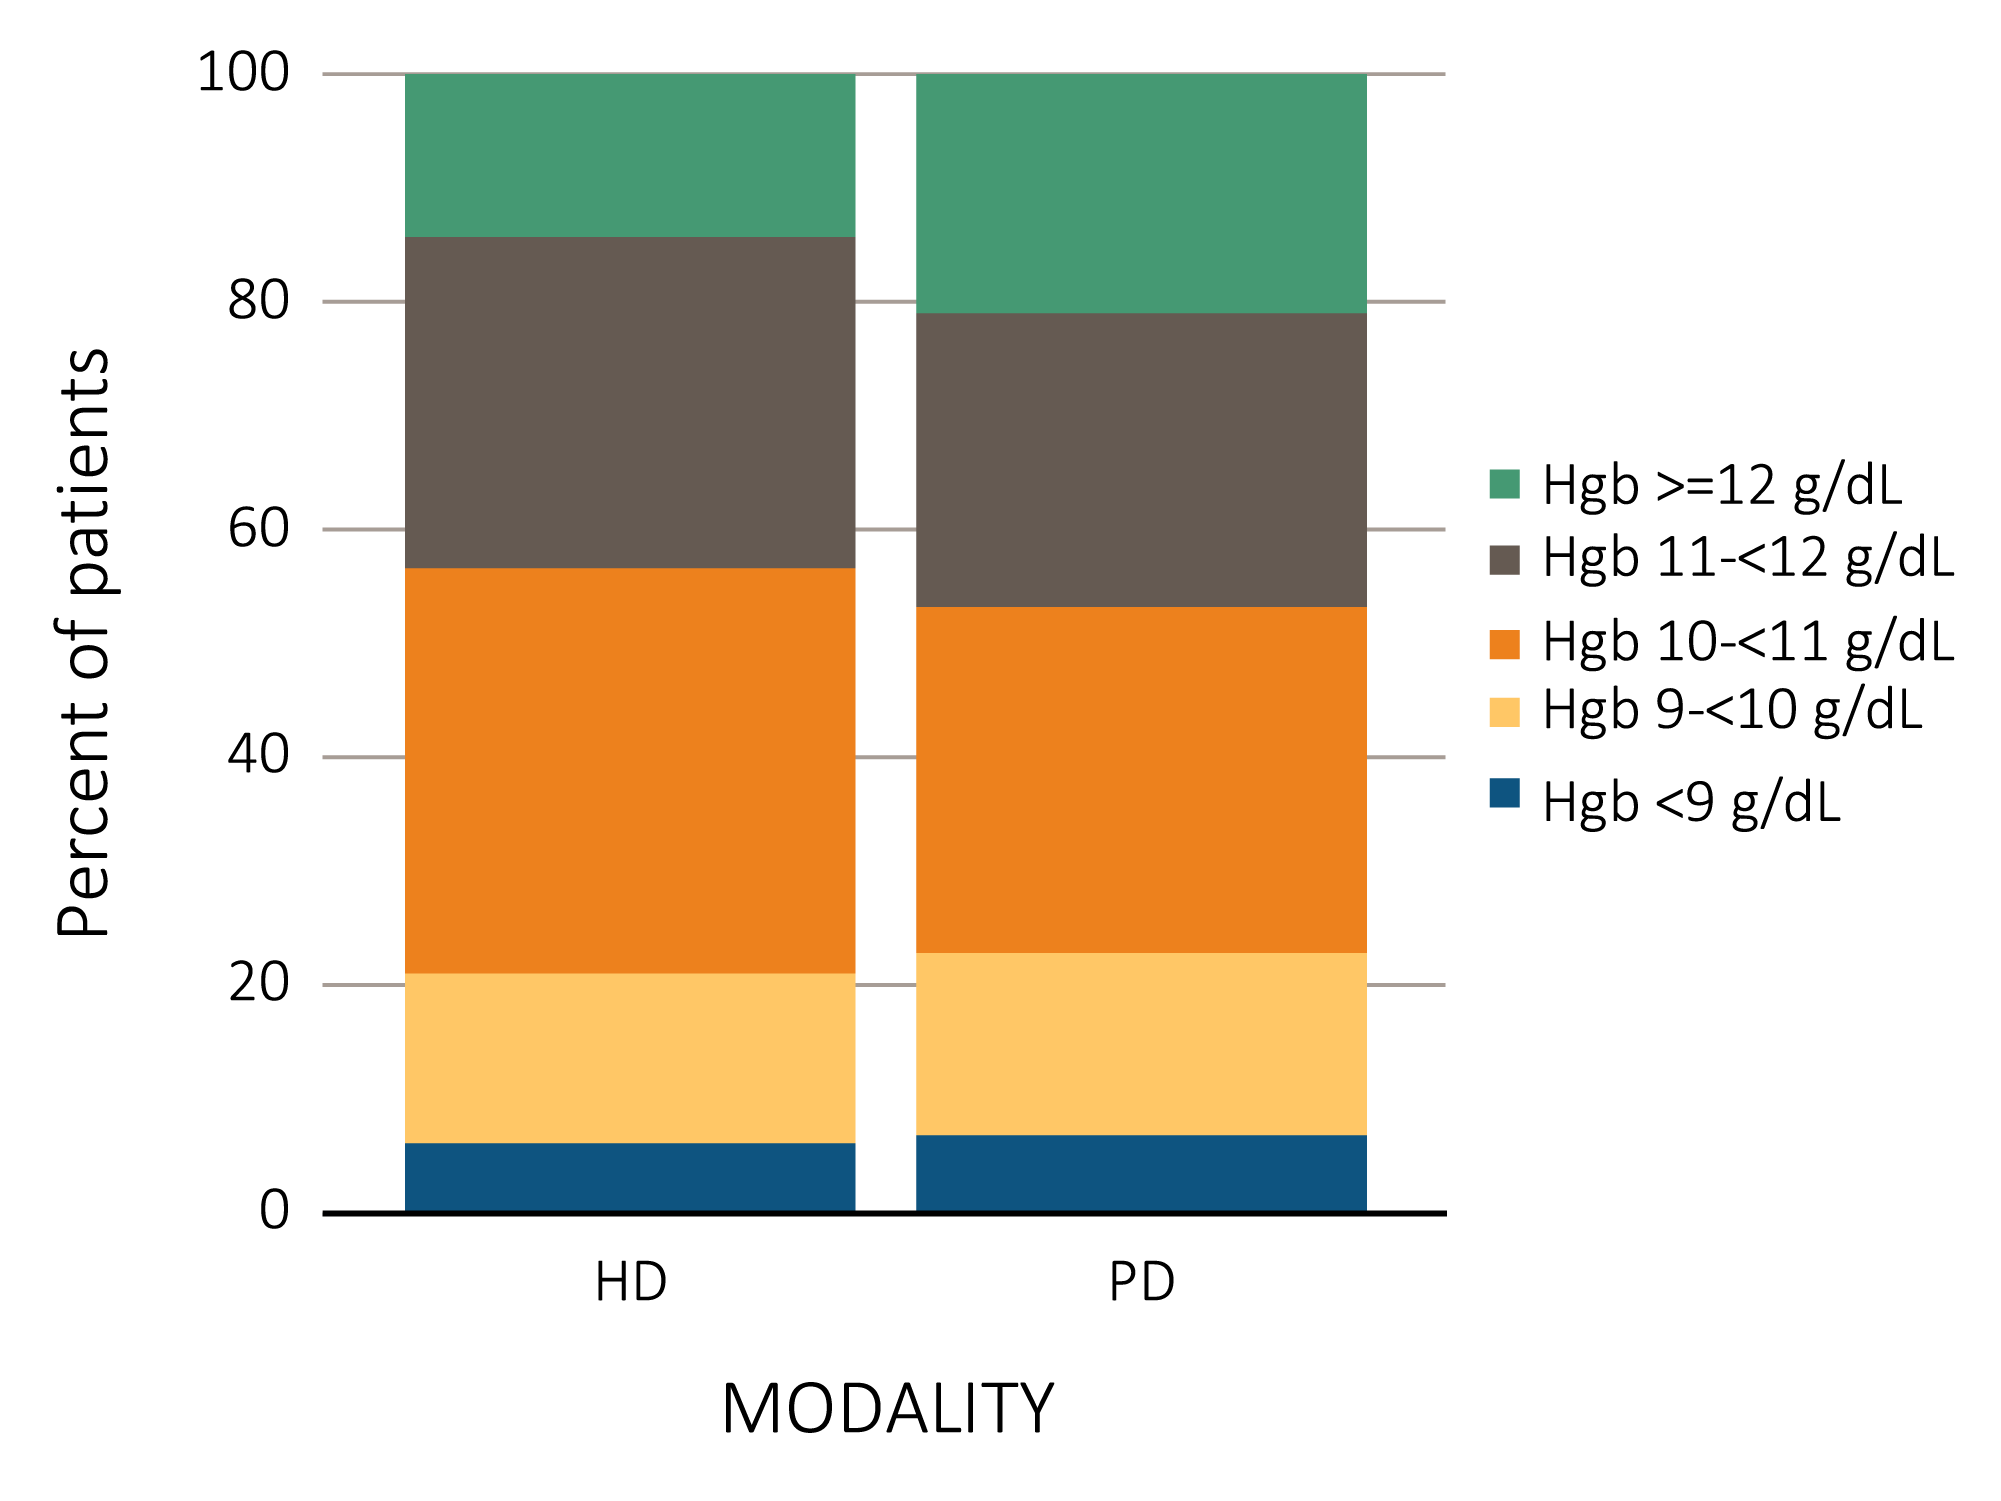 100
80
60
40
20
0
Percent of patients
HD
PD
MODALITY
Hgb >=12 g/dL
Hgb 11-<12 g/dL
Hgb 10-<11 g/dL
Hgb 9-<10 g/dL
Hgb <9 g/dL